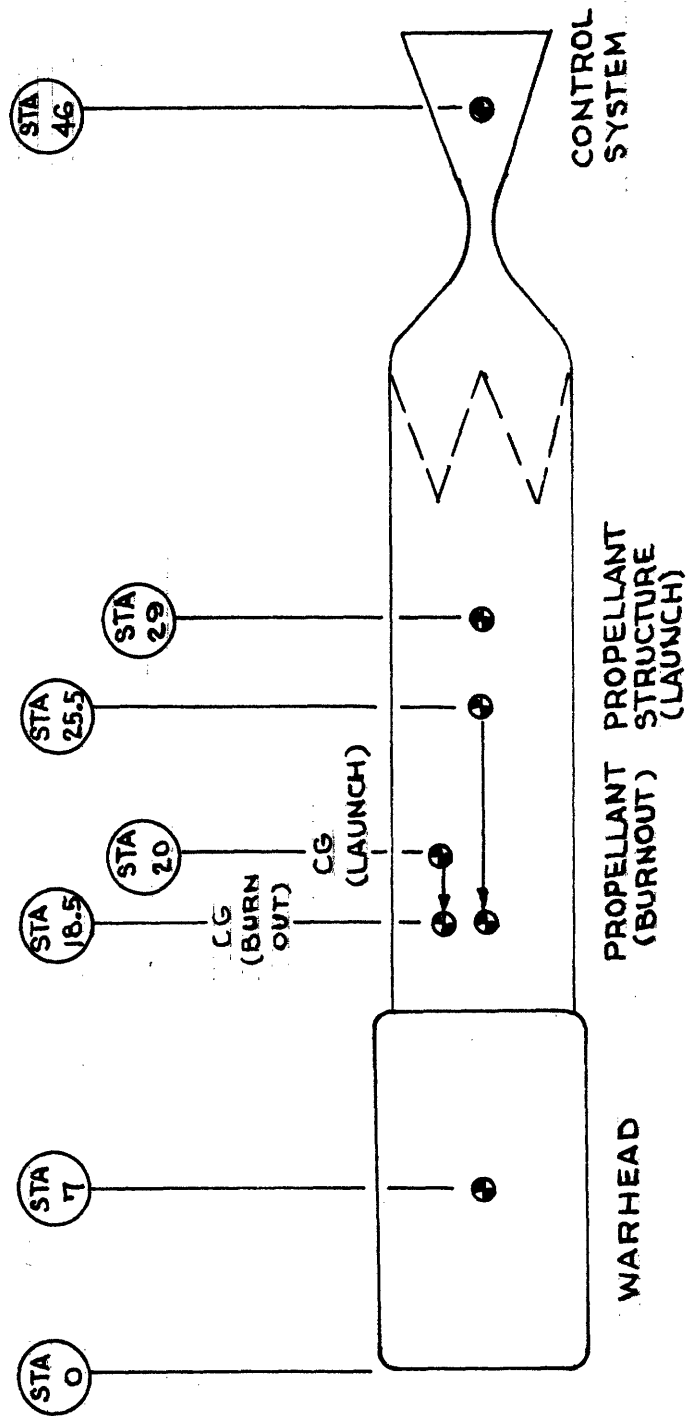 STA
0
STA
7
STA
18.5
STA
20
STA
25.5
STA
29
STA
46
CG
(BURN
OUT)
CG
(LAUNCH)
WARHEAD
PROPELLANT
(BURNOUT)
PROPELLANT
STRUCTURE
(LAUNCH)
CONTROL
SYSTEM